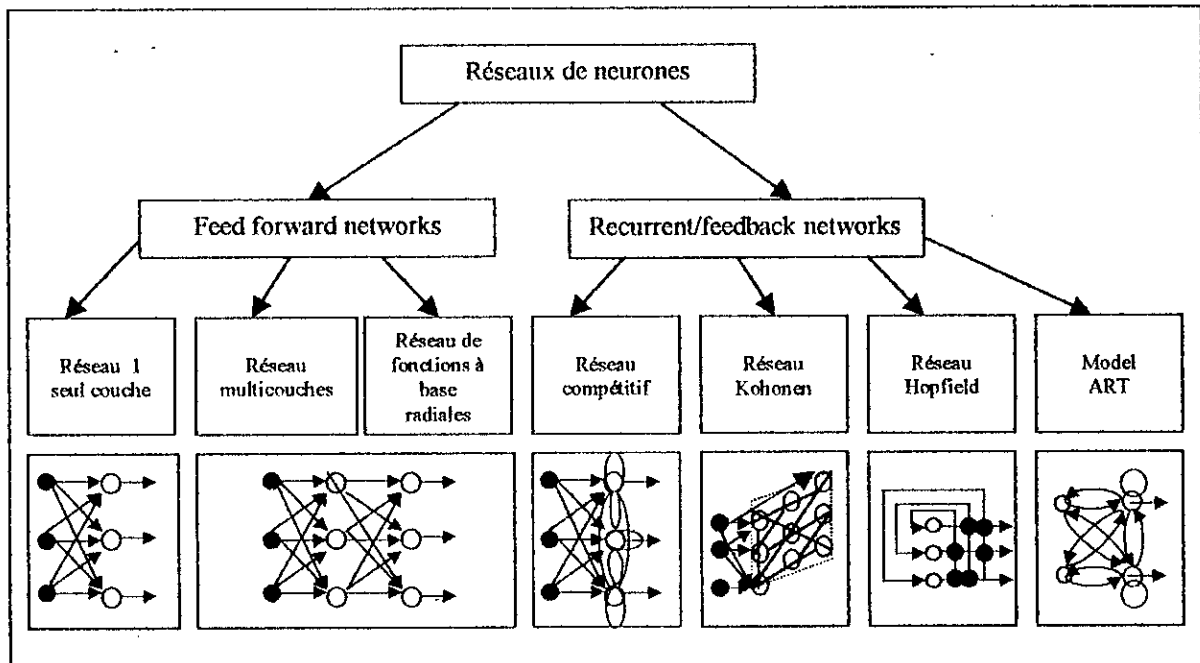 Réseaux de neurones
Feed forward networks
Recurrent/feedback networks
Réseau 1
seul couche
Réseau
multicouches
Réseau de
fonctions à
base
radiales
Réseau
compétitif
Réseau
Kohonen
Réseau
Hopfield
Model
ART